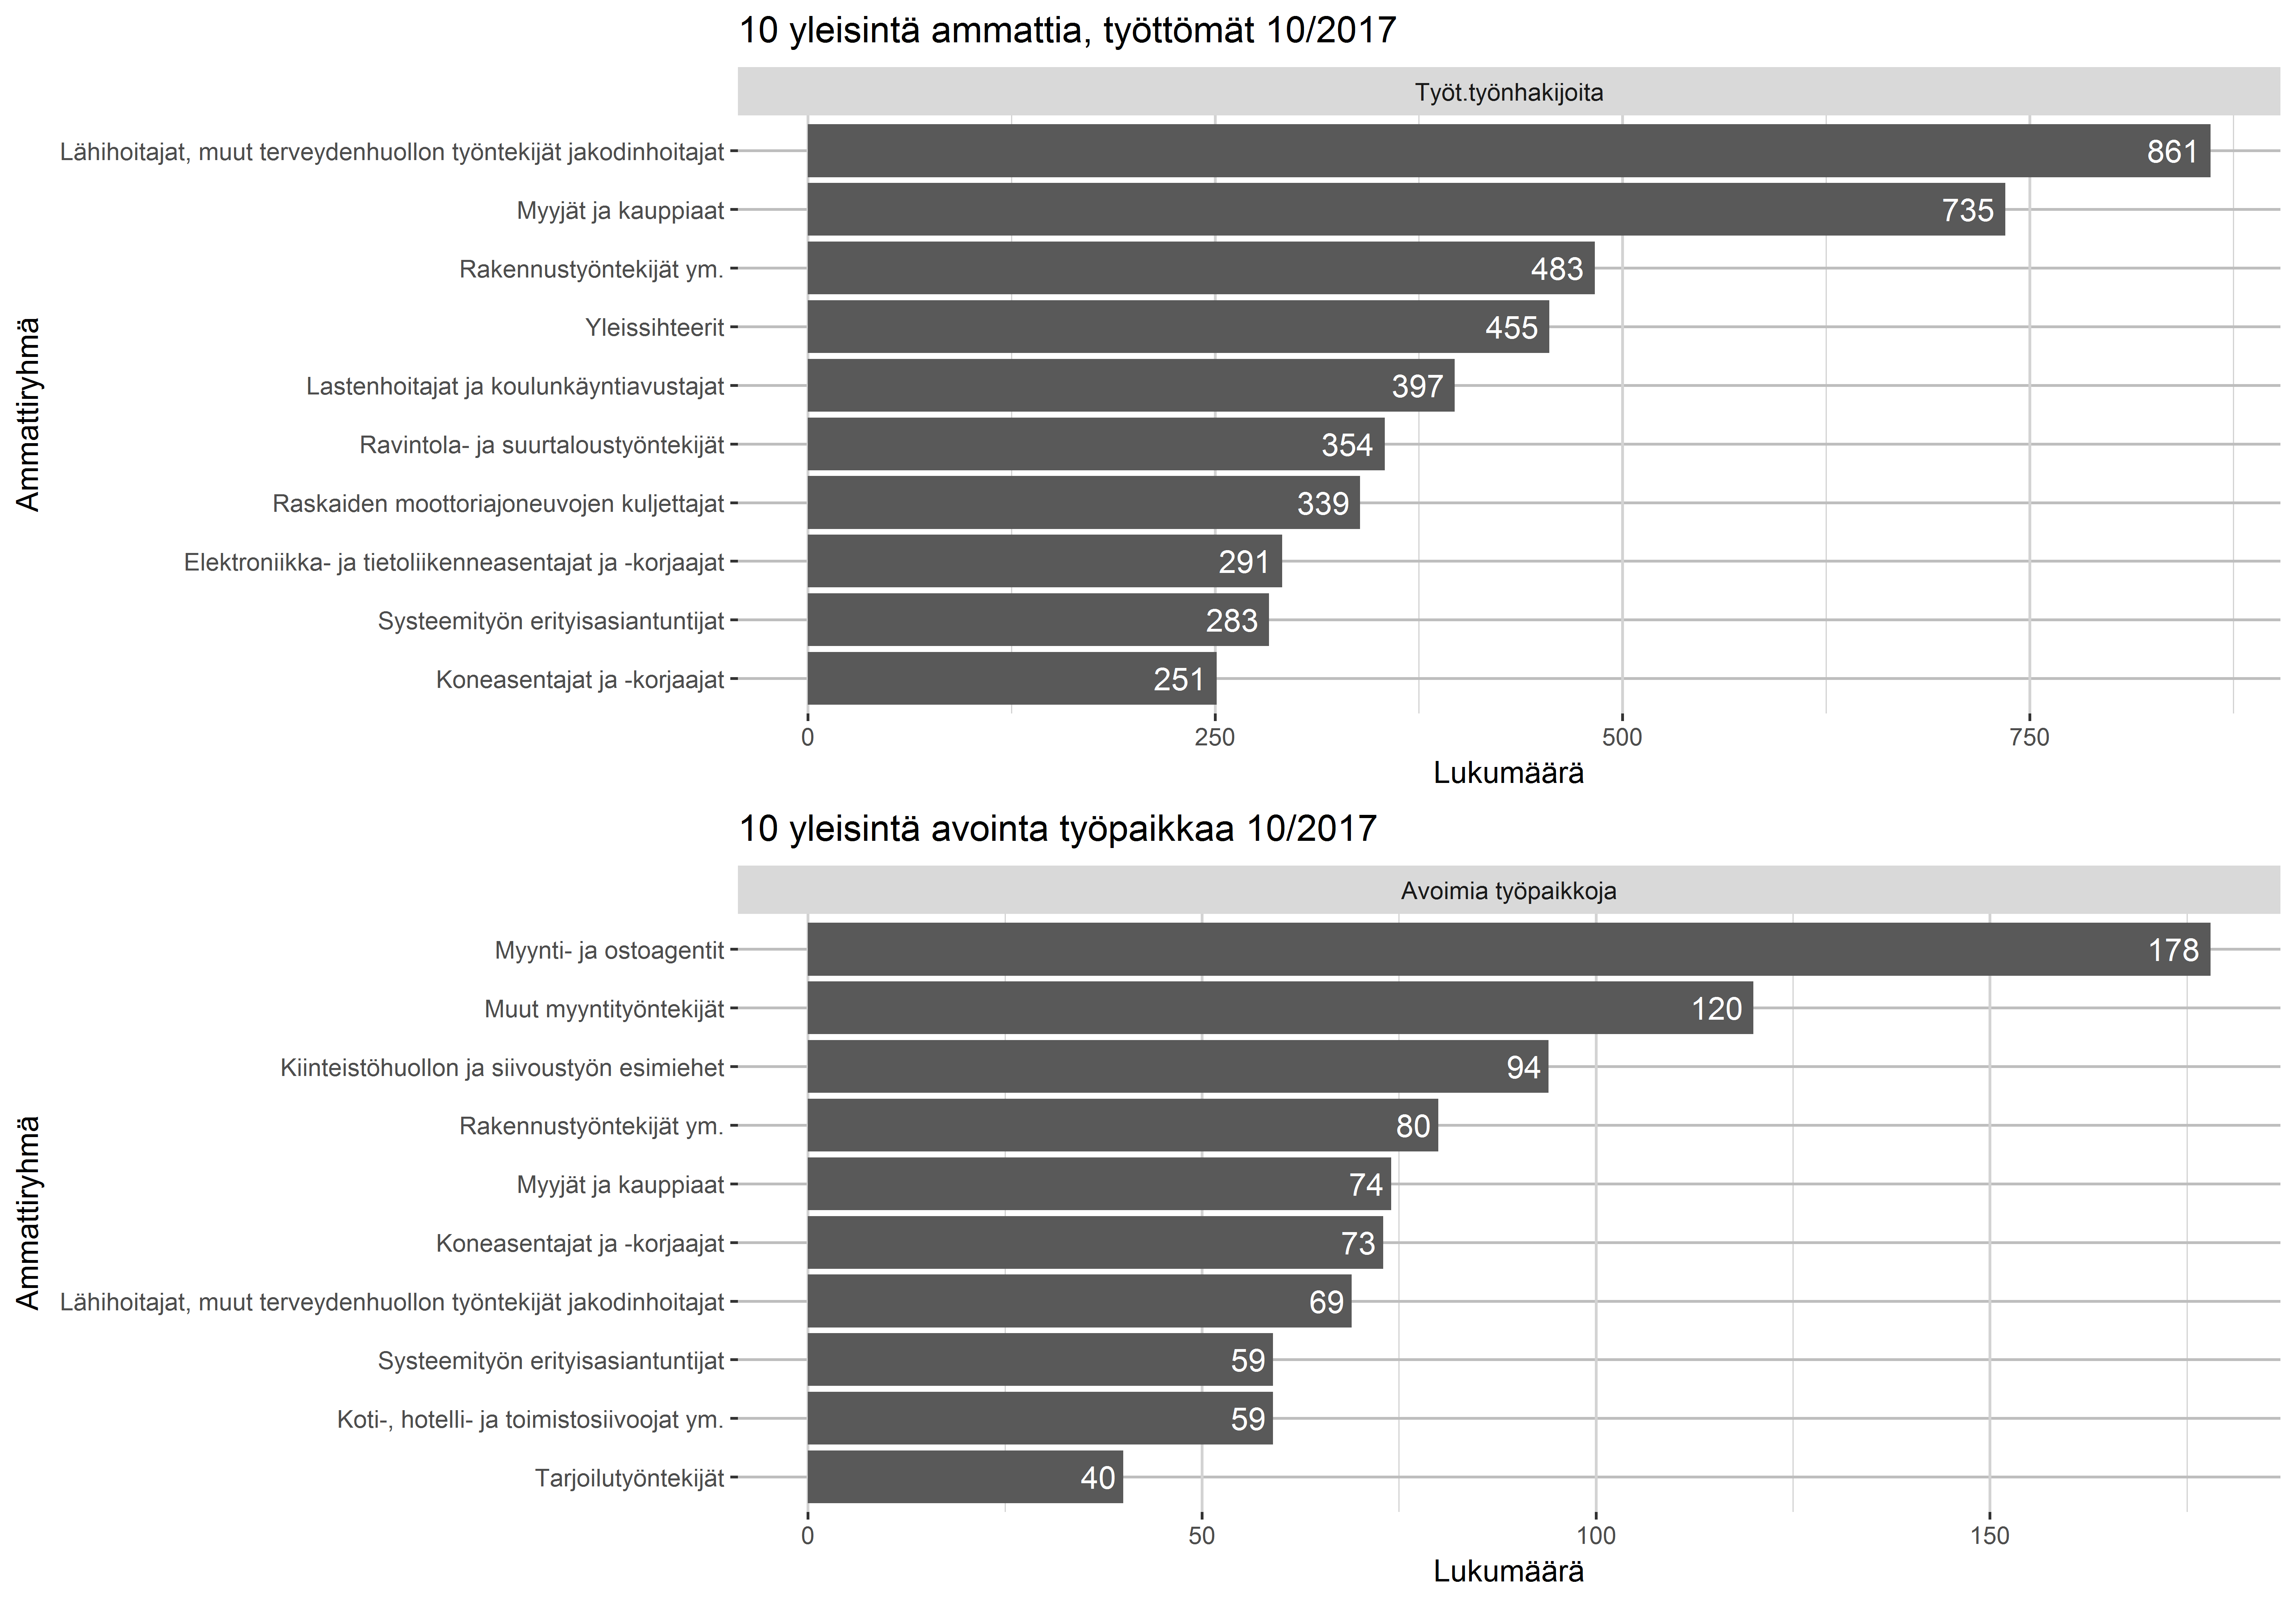 10 yleisintä ammattia, työttömät 10/2017
Työt.työnhakijoita
Ammattiryhmä
Lähihoitajat, muut terveydenhuollon työntekijät jakodinhoitajat
861
Myyjät ja kauppiaat
735
Rakennustyöntekijät ym.
483
Yleissihteerit
455
Lastenhoitajat ja koulunkäyntiavustajat
397
Ravintola- ja suurtaloustyöntekijät
354
Raskaiden moottoriajoneuvojen kuljettajat
339
Elektroniikka- ja tietoliikenneasentajat ja -korjaajat
291
Systeemityön erityisasiantuntijat
283
Koneasentajat ja -korjaajat
251
0 250 500 750
Lukumäärä
10 yleisintä avointa työpaikkaa 10/2017
Avoimia työpaikkoja
Ammattiryhmä
Myynti- ja ostoagentit
178
Muut myyntityöntekijät
120
Kiinteistöhuollon ja siivoustyön esimiehet
94
Rakennustyöntekijät ym.
80
Myyjät ja kauppiaat
74
Koneasentajat ja -korjaajat
73
Lähihoitajat, muut terveydenhuollon työntekijät jakodinhoitajat
69
Systeemityön erityisasiantuntijat
59
Koti-, hotelli- ja toimistosiivoojat ym.
59
Tarjoilutyöntekijät
40
0 50 100 150
Lukumäärä